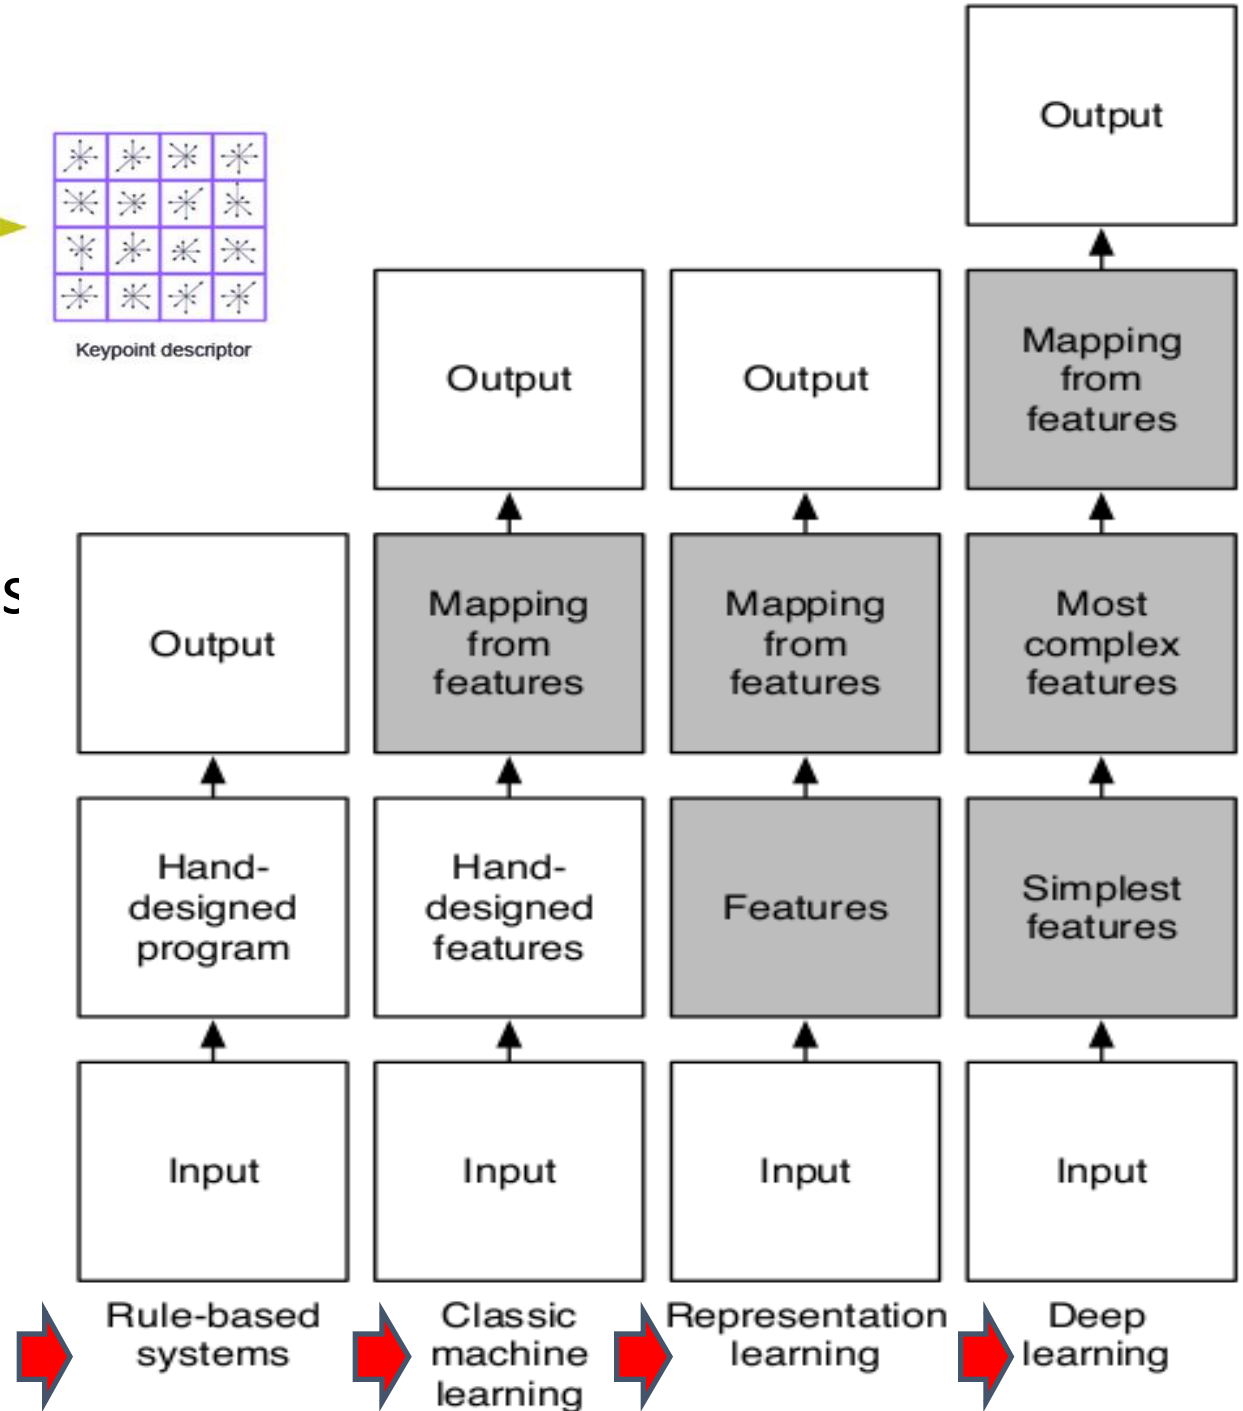 Output
Keypoint descriptor
Output
Output
Mapping
from
features
s
Output
Mapping
from
features
Mapping
from
features
Most
complex
features
Hand-
designed
program
Hand-
designed
features
Features
Simplest
features
Input
Input
Input
Input
Rule-based
systems
Classic
machine
learning
Representation
learning
Deep
learning